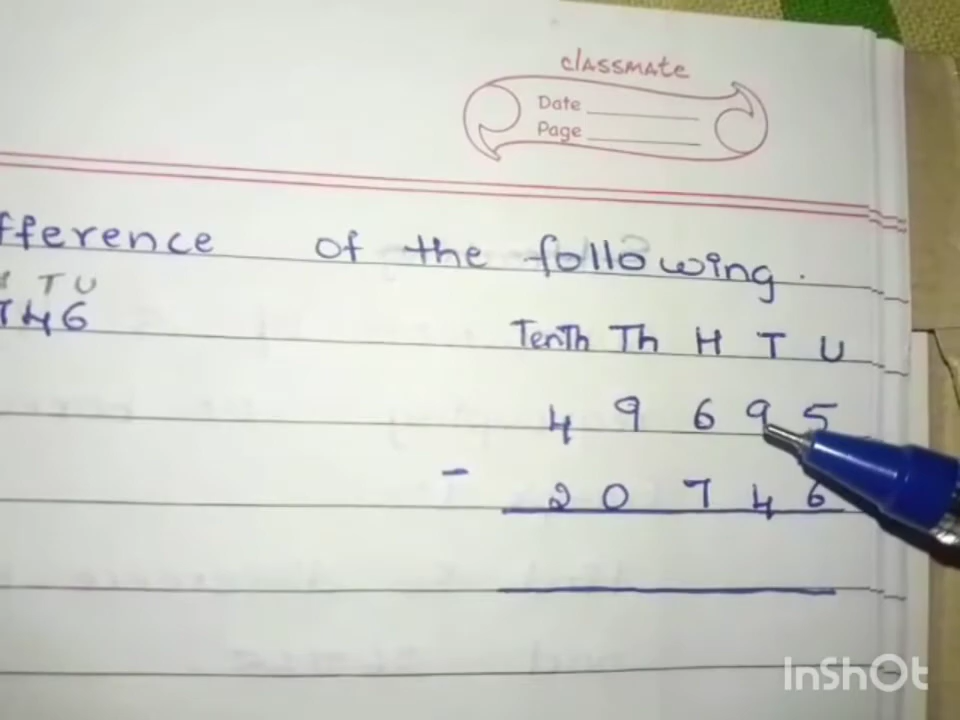 classmate
Date
Page
fference of the following.
H T U
746
TenTh Th H T U
4 9 6 9 5
- 2 0 7 4 6
InShOt